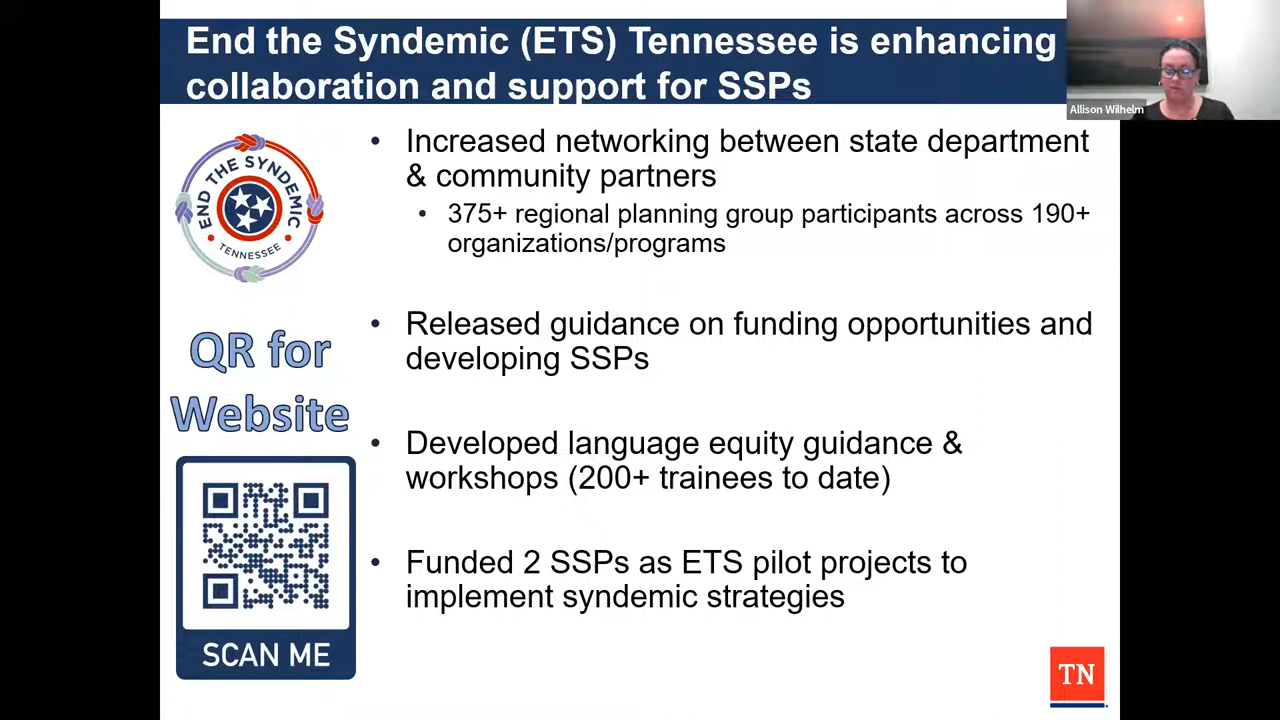 End the Syndemic (ETS) Tennessee is enhancing
collaboration and support for SSPs
Allison Wilhelm
END THE SYNDEMIC
TENNESSEE
• Increased networking between state department
& community partners
• 375+ regional planning group participants across 190+
organizations/programs
• Released guidance on funding opportunities and
developing SSPs
QR for
Website
• Developed language equity guidance &
workshops (200+ trainees to date)
• Funded 2 SSPs as ETS pilot projects to
implement syndemic strategies
SCAN ME
TN